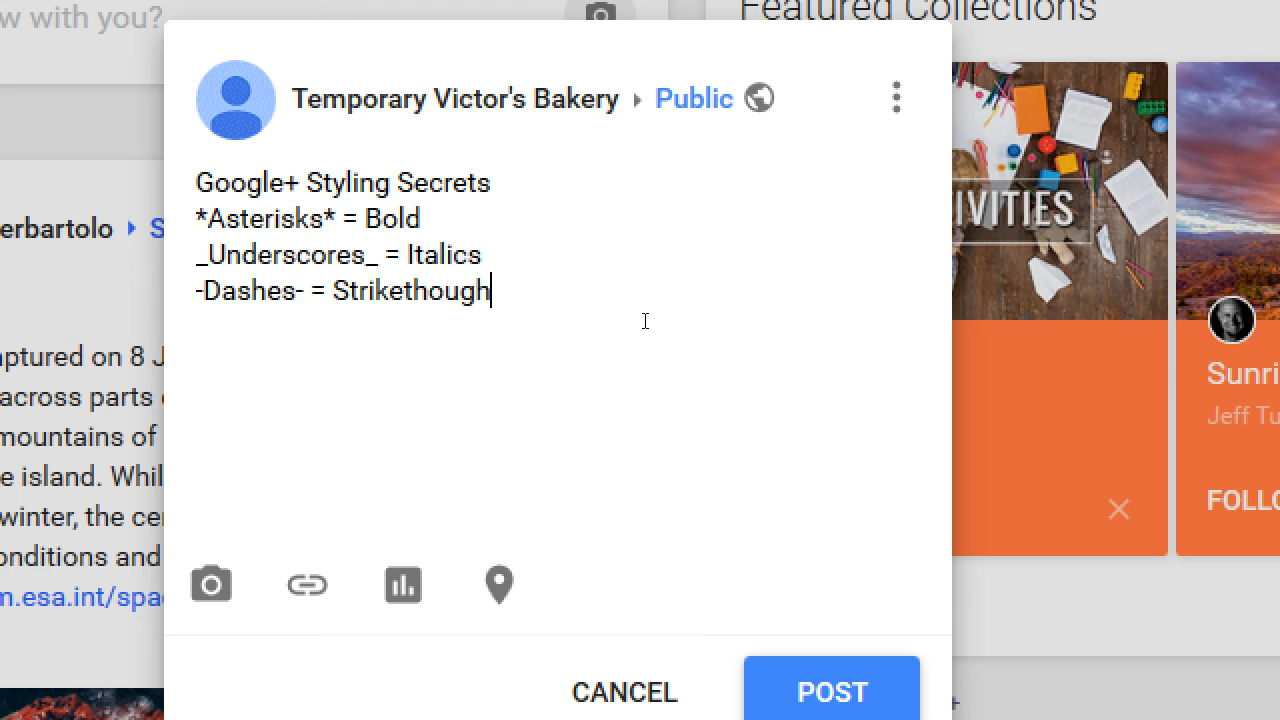 w with you?
Featured Collections
Temporary Victor's Bakery Public
Google+ Styling Secrets
*Asterisks* = Bold
_Underscores_ = Italics
-Dashes- = Strikethough
erbartolo S
IVITIES
aptured on 8 J
across parts
mountains of
e island. Whil
winter, the cer
onditions and
m.esa.int/spa
Sunri
Jeff Tu
FOLLO
CANCEL
POST